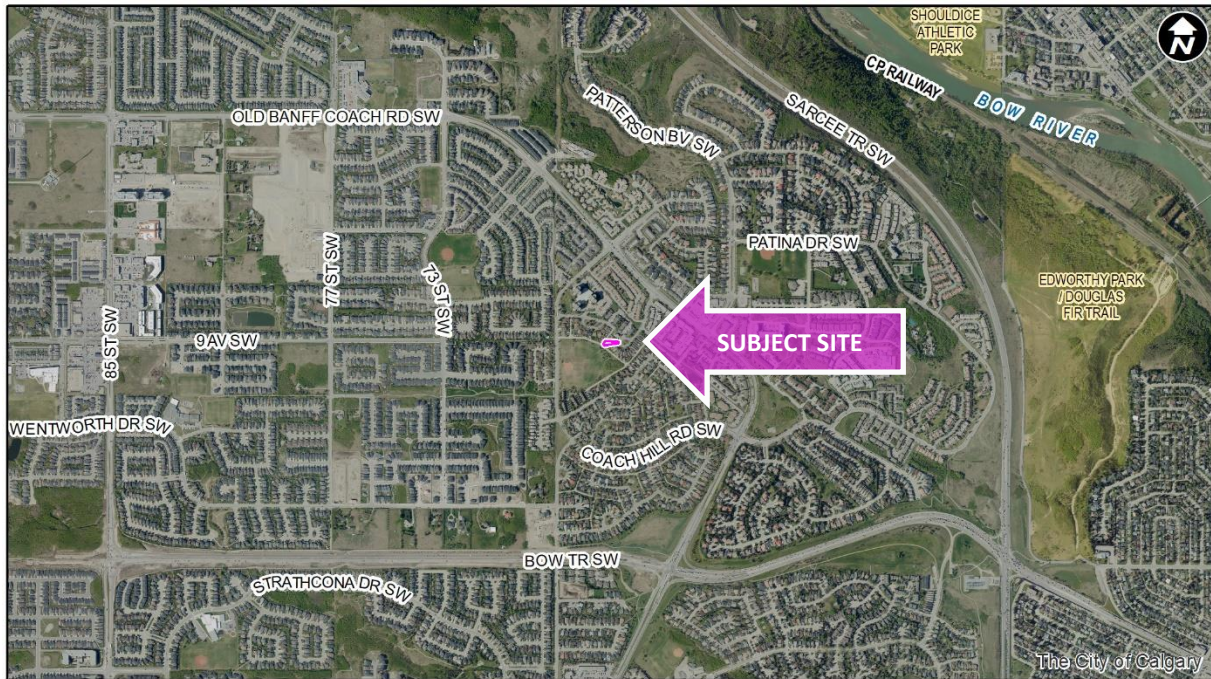 SHOULDICE
ATHLETIC
PARK
N
CP RAILWAY
BOW RIVER
OLD BANFF COACH RD SW
PATTERSON BV SW
SARCEE TR SW
PATINA DR SW
77 ST SW
73 ST SW
EDWORTHY PARK
/ DOUGLAS
FIR TRAIL
85 ST SW
9 AV SW
SUBJECT SITE
WENTWORTH DR SW
COACH HILL RD SW
BOW TR SW
STRATHCONA DR SW
The City of Calgary